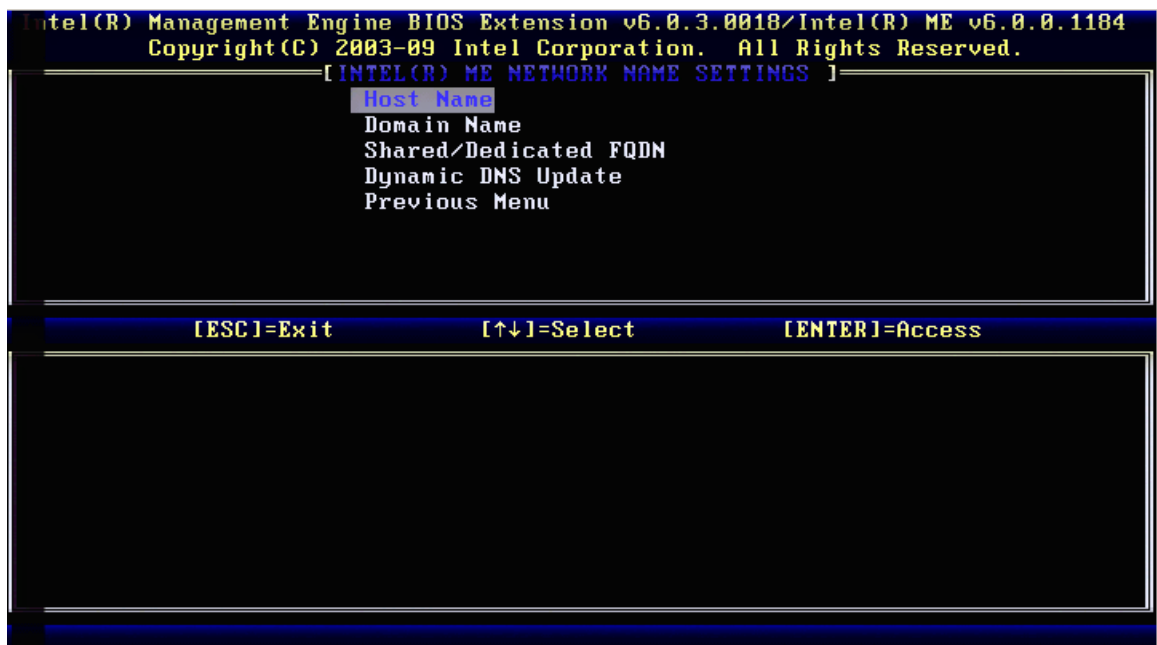 Intel(R) Management Engine BIOS Extension v6.0.3.0018/Intel(R) ME v6.0.0.1184
Copyright(C) 2003-09 Intel Corporation. All Rights Reserved.
[INTEL(R) ME NETWORK NAME SETTINGS ]
Host Name
Domain Name
Shared/Dedicated FQDN
Dynamic DNS Update
Previous Menu
[ESC]=Exit [↑↓]=Select [ENTER]=Access